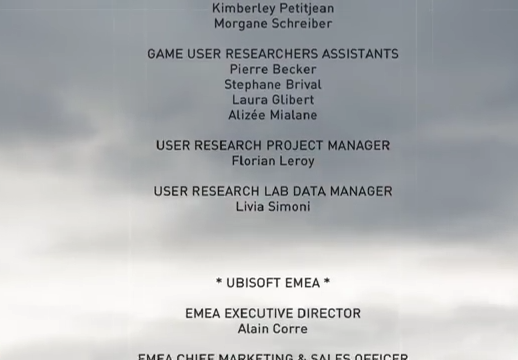 Kimberley Petitjean
Morgane Schreiber
GAME USER RESEARCHERS ASSISTANTS
Pierre Becker
Stephane Brival
Laura Glibert
Alizée Mialane
USER RESEARCH PROJECT MANAGER
Florian Leroy
USER RESEARCH LAB DATA MANAGER
Livia Simoni
* UBISOFT EMEA *
EMEA EXECUTIVE DIRECTOR
Alain Corre
EMEA CHIEF MARKETING & SALES OFFICER